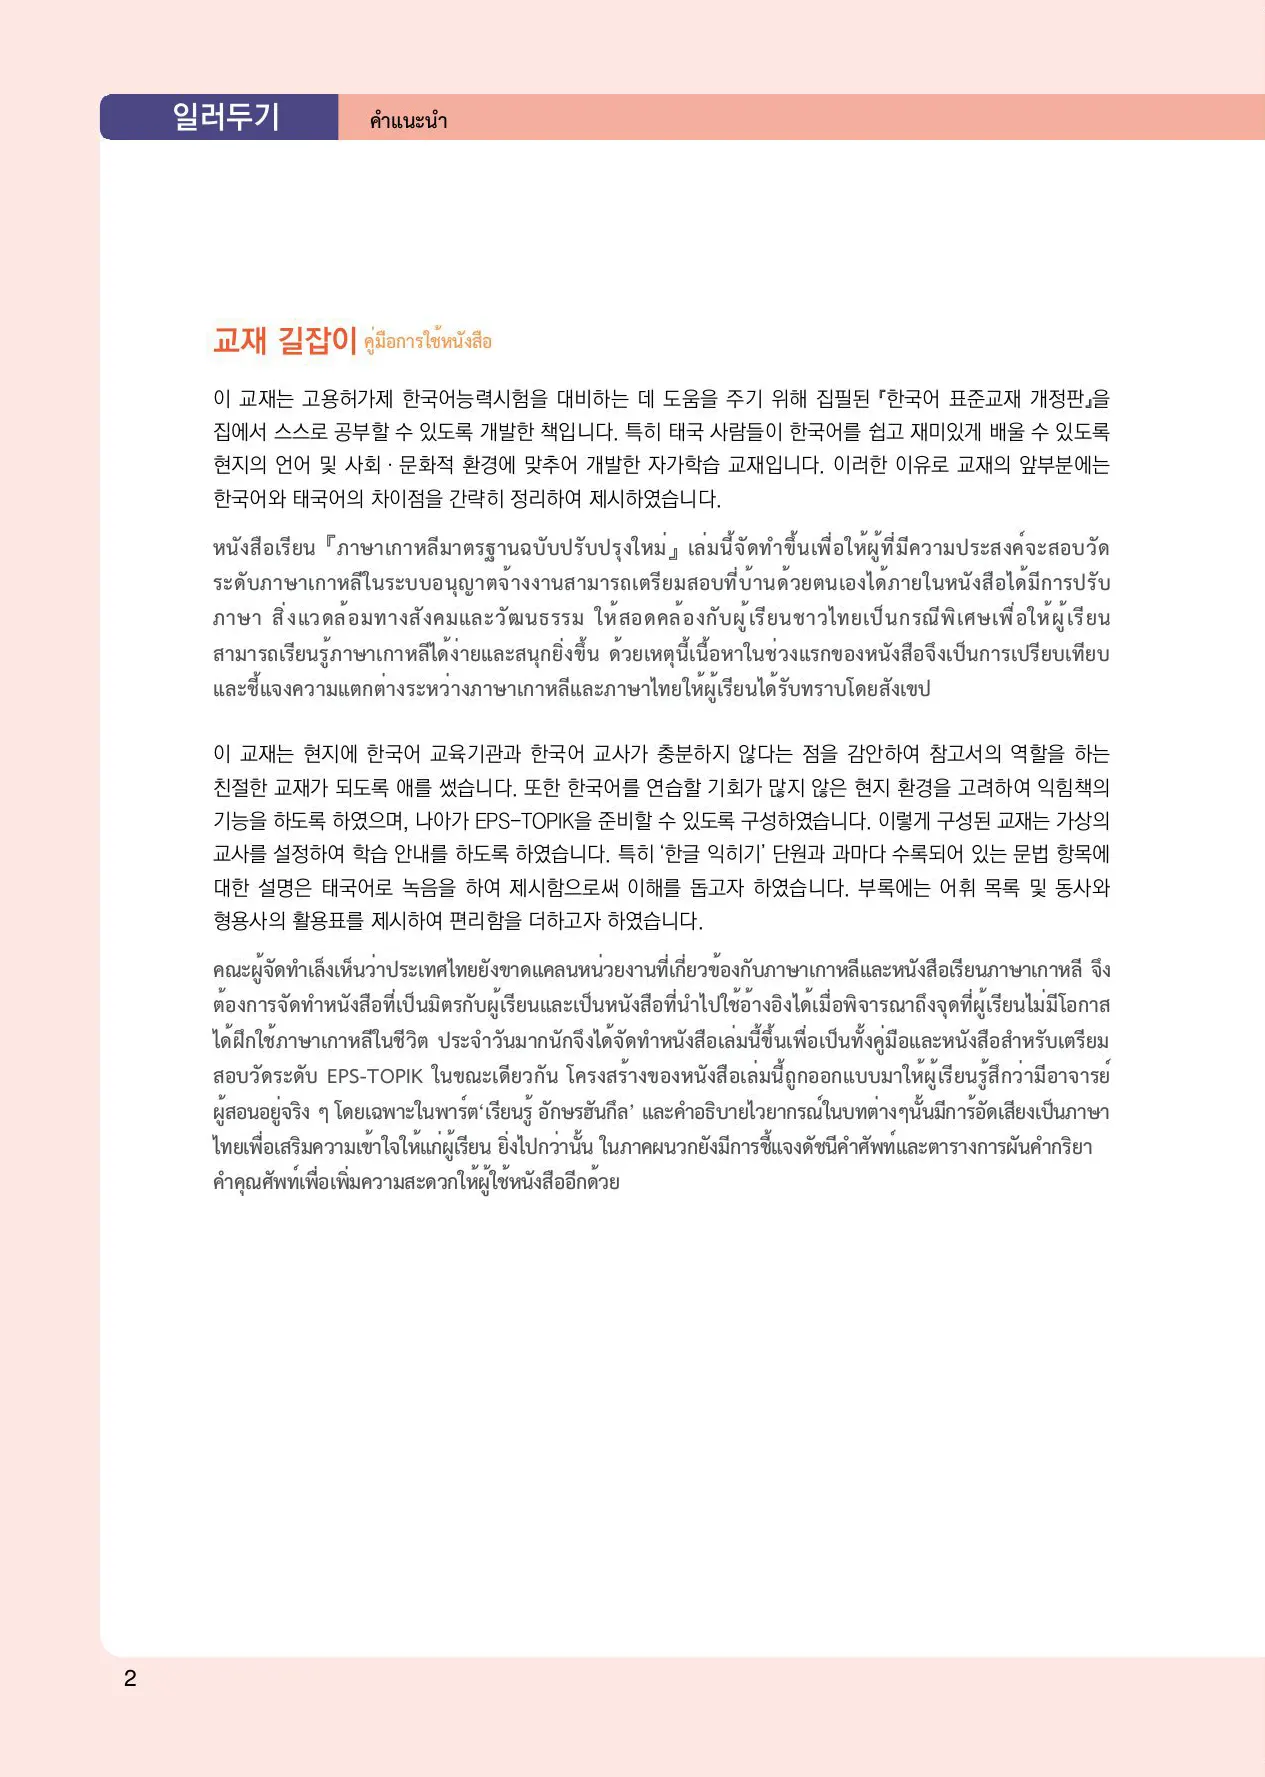 일러두기 คำแนะนำ
교재 길잡이 คู่มือการใช้หนังสือ
이 교재는 고용허가제 한국어능력시험을 대비하는 데 도움을 주기 위해 집필된 『한국어 표준교재 개정판』을
집에서 스스로 공부할 수 있도록 개발한 책입니다. 특히 태국 사람들이 한국어를 쉽고 재미있게 배울 수 있도록
현지의 언어 및 사회·문화적 환경에 맞추어 개발한 자가학습 교재입니다. 이러한 이유로 교재의 앞부분에는
한국어와 태국어의 차이점을 간략히 정리하여 제시하였습니다.
หนังสือเรียน 『ภาษาเกาหลีมาตรฐานฉบับปรับปรุงใหม่』 เล่มนี้จัดทำขึ้นเพื่อให้ผู้ที่มีความประสงค์จะสอบวัด
ระดับภาษาเกาหลีในระบบอนุญาตจ้างงานสามารถเตรียมสอบที่บ้านด้วยตนเองได้ภายในหนังสือได้มีการปรับ
ภาษา สิ่งแวดล้อมทางสังคมและวัฒนธรรม ให้สอดคล้องกับผู้เรียนชาวไทยเป็นกรณีพิเศษเพื่อให้ผู้เรียน
สามารถเรียนรู้ภาษาเกาหลีได้ง่ายและสนุกยิ่งขึ้น ด้วยเหตุนี้เนื้อหาในช่วงแรกของหนังสือจึงเป็นการเปรียบเทียบ
และชี้แจงความแตกต่างระหว่างภาษาเกาหลีและภาษาไทยให้ผู้เรียนได้รับทราบโดยสังเขป
이 교재는 현지에 한국어 교육기관과 한국어 교사가 충분하지 않다는 점을 감안하여 참고서의 역할을 하는
친절한 교재가 되도록 애를 썼습니다. 또한 한국어를 연습할 기회가 많지 않은 현지 환경을 고려하여 익힘책의
기능을 하도록 하였으며, 나아가 EPS-TOPIK을 준비할 수 있도록 구성하였습니다. 이렇게 구성된 교재는 가상의
교사를 설정하여 학습 안내를 하도록 하였습니다. 특히 ‘한글 익히기’ 단원과 과마다 수록되어 있는 문법 항목에
대한 설명은 태국어로 녹음을 하여 제시함으로써 이해를 돕고자 하였습니다. 부록에는 어휘 목록 및 동사와
형용사의 활용표를 제시하여 편리함을 더하고자 하였습니다.
คณะผู้จัดทำเล็งเห็นว่าประเทศไทยยังขาดแคลนหน่วยงานที่เกี่ยวข้องกับภาษาเกาหลีและหนังสือเรียนภาษาเกาหลี จึง
ต้องการจัดทำหนังสือที่เป็นมิตรกับผู้เรียนและเป็นหนังสือที่นำไปใช้อ้างอิงได้เมื่อพิจารณาถึงจุดที่ผู้เรียนไม่มีโอกาส
ได้ฝึกใช้ภาษาเกาหลีในชีวิต ประจำวันมากนักจึงได้จัดทำหนังสือเล่มนี้ขึ้นเพื่อเป็นทั้งคู่มือและหนังสือสำหรับเตรียม
สอบวัดระดับ EPS-TOPIK ในขณะเดียวกัน โครงสร้างของหนังสือเล่มนี้ถูกออกแบบมาให้ผู้เรียนรู้สึกว่ามีอาจารย์
ผู้สอนอยู่จริง ๆ โดยเฉพาะในพาร์ต‘เรียนรู้ อักษรฮันกึล’ และคำอธิบายไวยากรณ์ในบทต่างๆนั้นมีการอัดเสียงเป็นภาษา
ไทยเพื่อเสริมความเข้าใจให้แก่ผู้เรียน ยิ่งไปกว่านั้น ในภาคผนวกยังมีการชี้แจงดัชนีคำศัพท์และตารางการผันคำกริยา
คำคุณศัพท์เพื่อเพิ่มความสะดวกให้ผู้ใช้หนังสืออีกด้วย
2